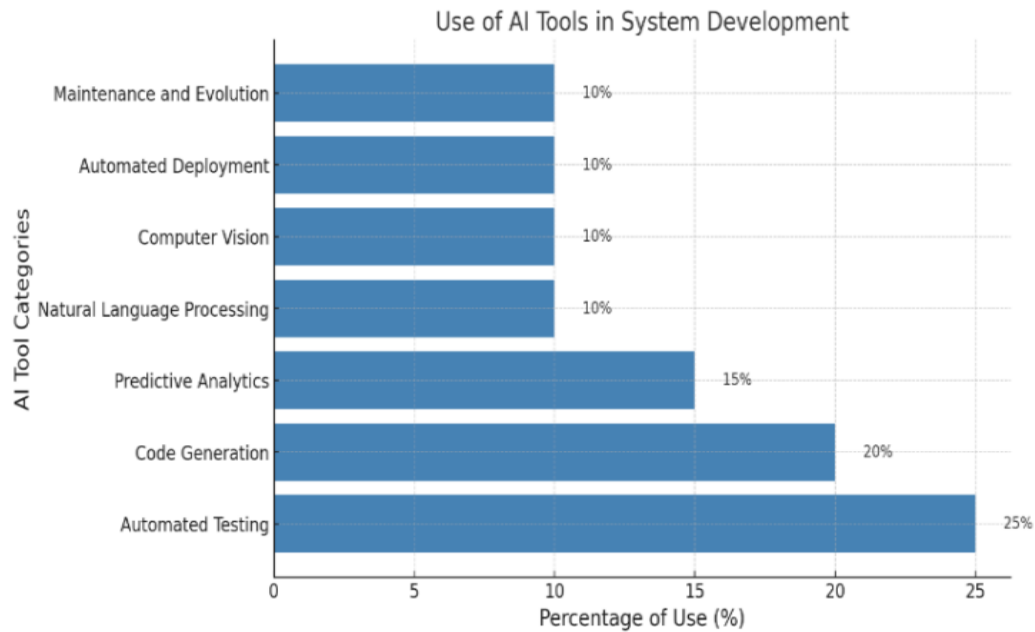 Use of AI Tools in System Development
AI Tool Categories
Maintenance and Evolution 10%
Automated Deployment 10%
Computer Vision 10%
Natural Language Processing 10%
Predictive Analytics 15%
Code Generation 20%
Automated Testing 25%
0 5 10 15 20 25
Percentage of Use (%)